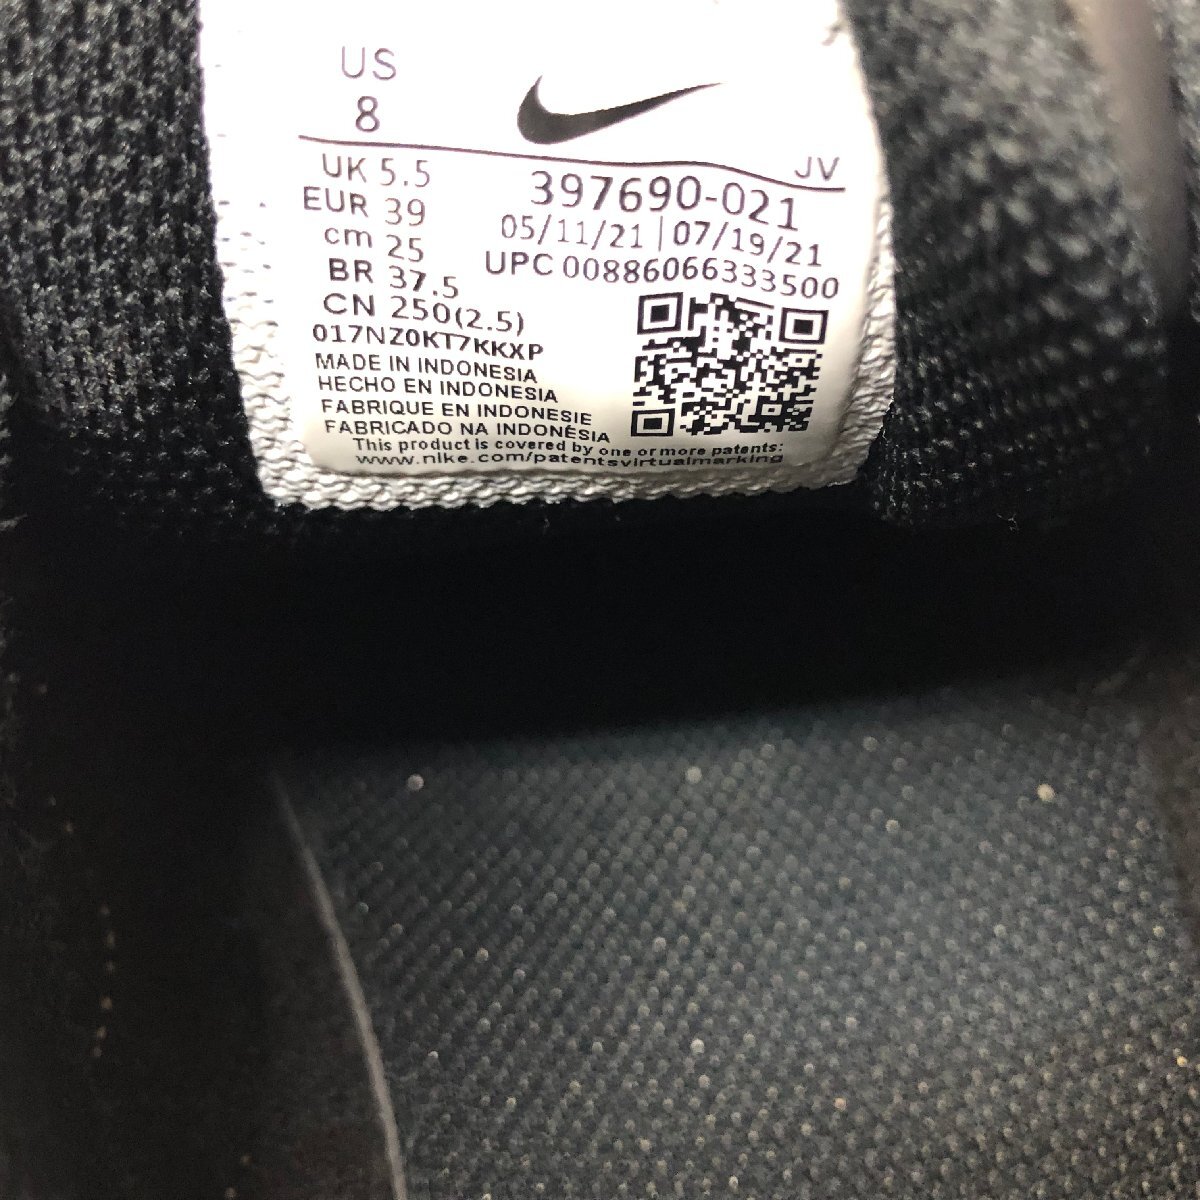 US
8
JV
UK 5.5
EUR 39
cm 25
BR 37.5
CN 250(2.5)
397690-021
05/11/21 | 07/19/21
UPC 00886066333500
017NZ0KT7KKXP
MADE IN INDONESIA
HECHO EN INDONESIA
FABRIQUE EN INDONESIE
FABRICADO NA INDONÉSIA
This product is covered by one or more patents:
www.nike.com/patentsvirtualmarking